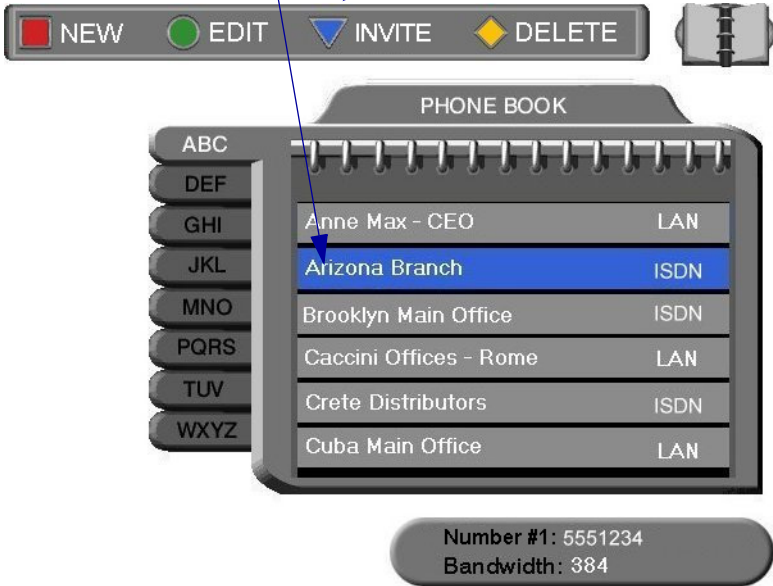 NEW EDIT INVITE DELETE
PHONE BOOK
ABC
DEF
GHI
JKL
MNO
PQRS
TUV
WXYZ
Anne Max - CEO LAN
Arizona Branch ISDN
Brooklyn Main Office ISDN
Caccini Offices - Rome LAN
Crete Distributors ISDN
Cuba Main Office LAN
Number #1: 5551234
Bandwidth: 384